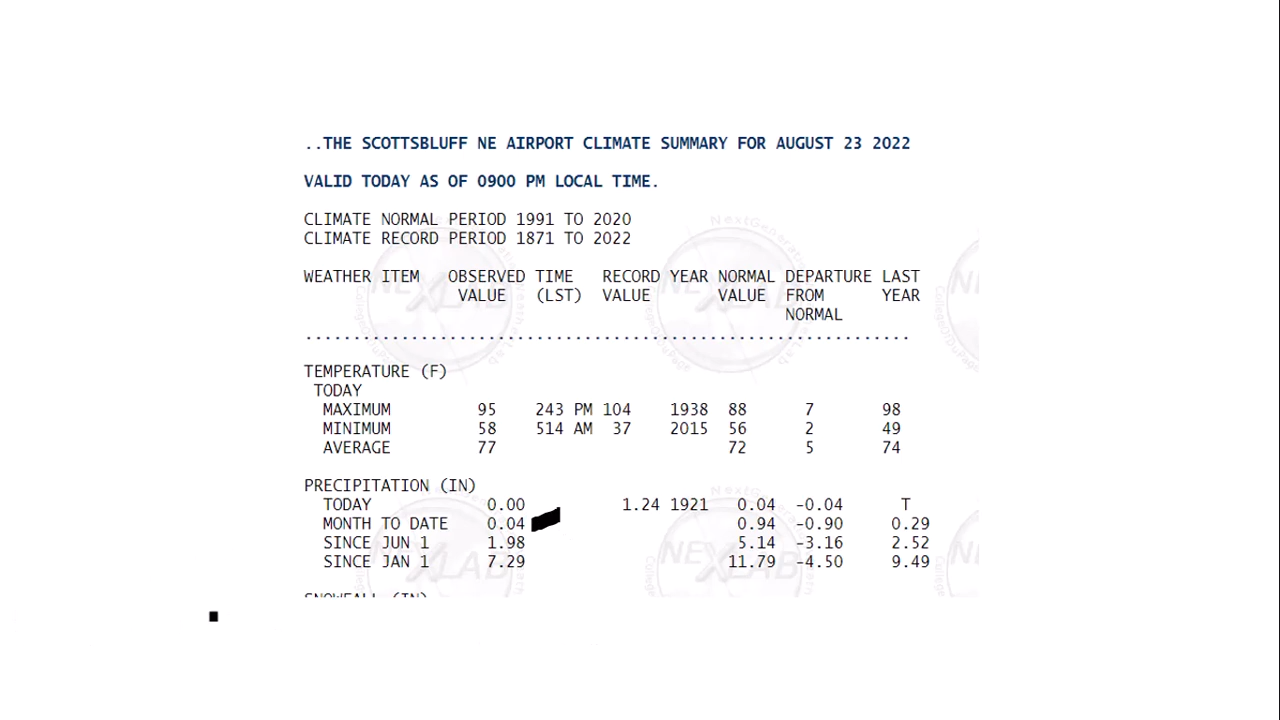 ..THE SCOTTSBLUFF NE AIRPORT CLIMATE SUMMARY FOR AUGUST 23 2022
VALID TODAY AS OF 0900 PM LOCAL TIME.
CLIMATE NORMAL PERIOD 1991 TO 2020
CLIMATE RECORD PERIOD 1871 TO 2022
WEATHER ITEM OBSERVED TIME RECORD YEAR NORMAL DEPARTURE LAST
VALUE (LST) VALUE VALUE FROM YEAR
NORMAL
..............................................................
TEMPERATURE (F)
TODAY
MAXIMUM 95 243 PM 104 1938 88 7 98
MINIMUM 58 514 AM 37 2015 56 2 49
AVERAGE 77 72 5 74
PRECIPITATION (IN)
TODAY 0.00 1.24 1921 0.04 -0.04 T
MONTH TO DATE 0.04 0.94 -0.90 0.29
SINCE JUN 1 1.98 5.14 -3.16 2.52
SINCE JAN 1 7.29 11.79 -4.50 9.49
SNOWFALL (IN)